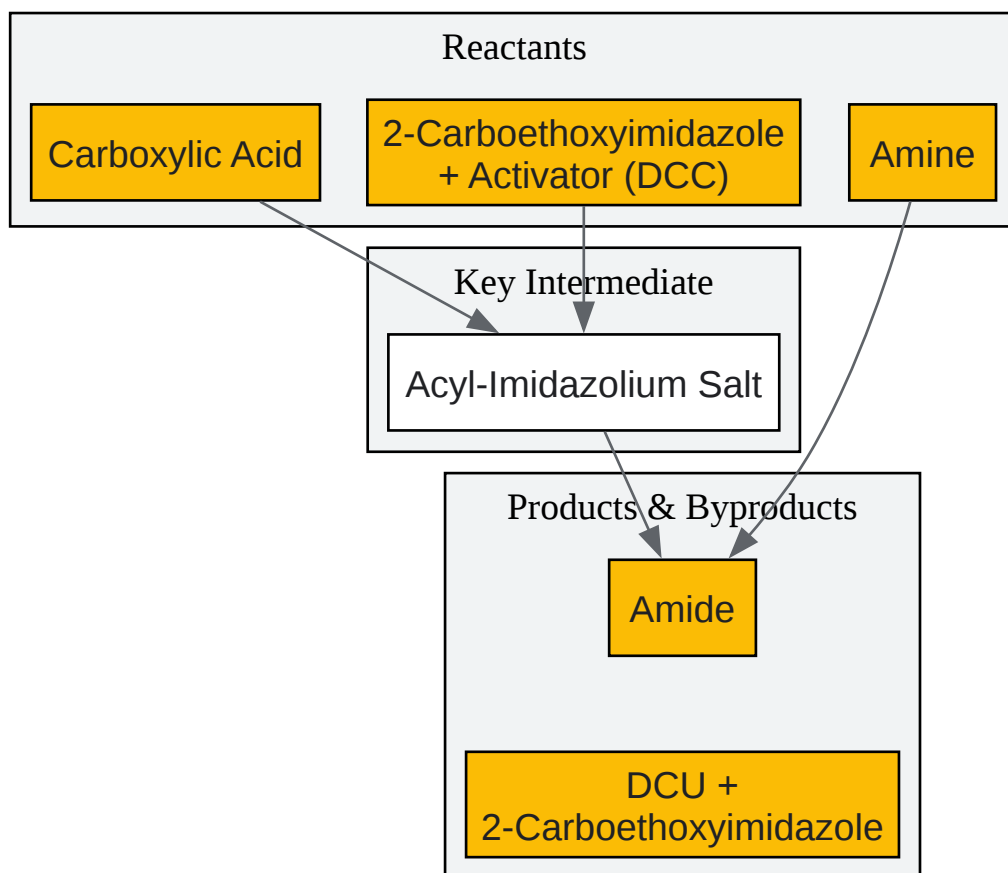 Reactants
Carboxylic Acid
2-Carboethoxyimidazole
+ Activator (DCC)
Amine
Key Intermediate
Acyl-Imidazolium Salt
Products & Byproducts
Amide
DCU +
2-Carboethoxyimidazole